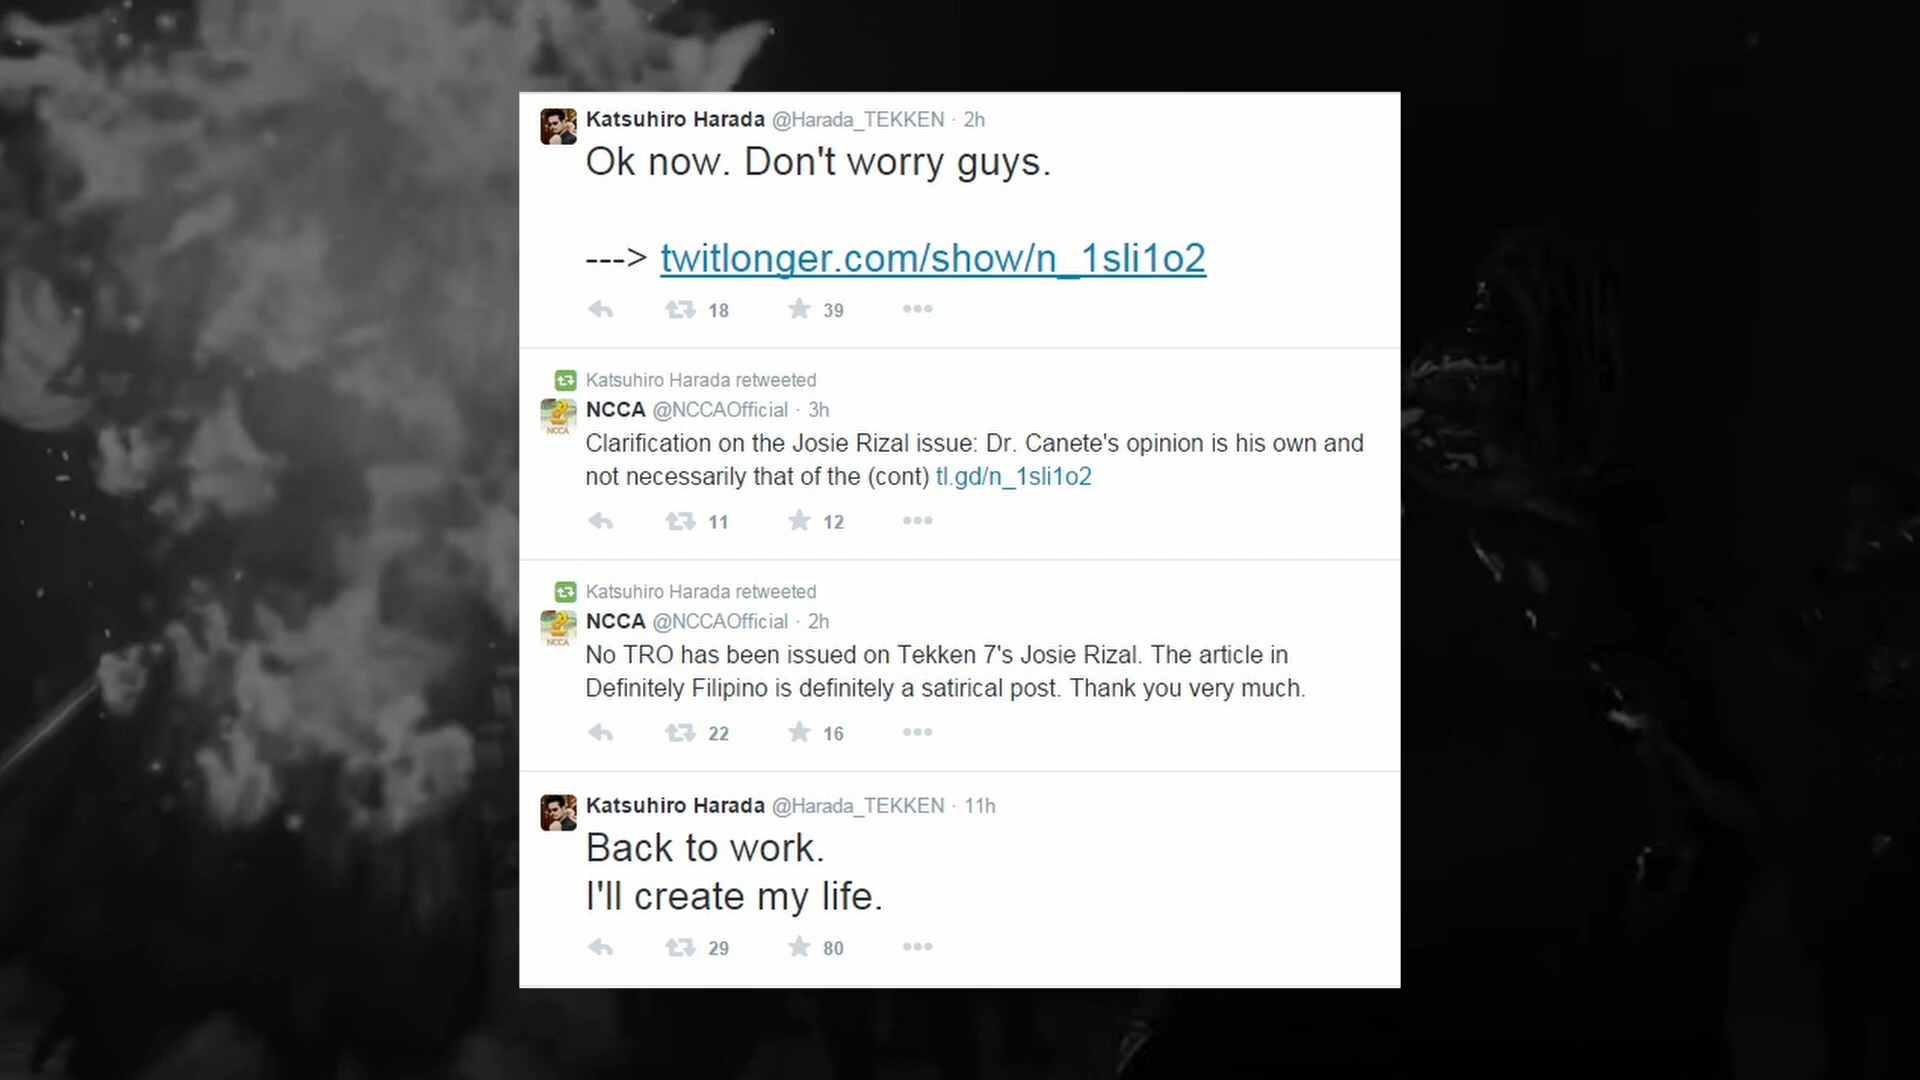 Katsuhiro Harada @Harada_TEKKEN · 2h
Ok now. Don't worry guys.
---> twitlonger.com/show/n_1sli1o2
18 39
Katsuhiro Harada retweeted
NCCA @NCCAOfficial · 3h
Clarification on the Josie Rizal issue: Dr. Canete's opinion is his own and
not necessarily that of the (cont) tl.gd/n_1sli1o2
11 12
Katsuhiro Harada retweeted
NCCA @NCCAOfficial · 2h
No TRO has been issued on Tekken 7's Josie Rizal. The article in
Definitely Filipino is definitely a satirical post. Thank you very much.
22 16
Katsuhiro Harada @Harada_TEKKEN · 11h
Back to work.
I'll create my life.
29 80
NCCA
NCCA